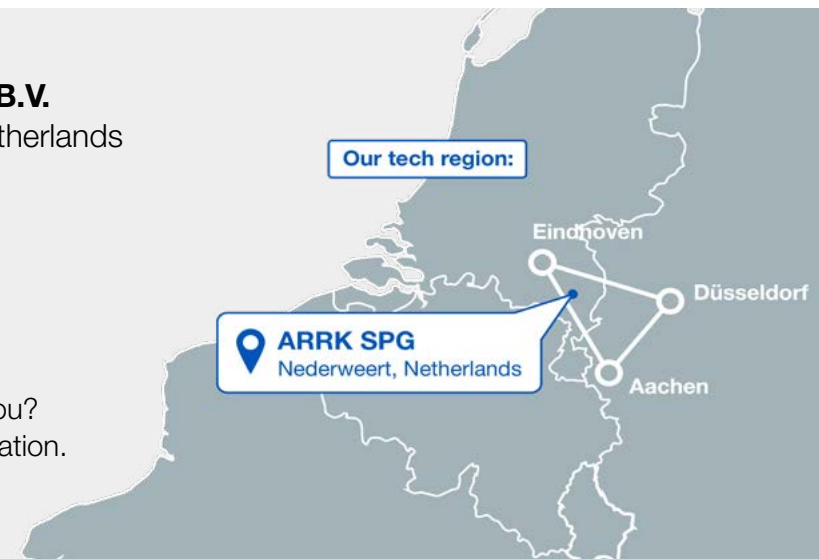 B.V.
therlands
ou?
ation.
Our tech region:
Eindhoven
Düsseldorf
Aachen
ARRK SPG
Nederweert, Netherlands